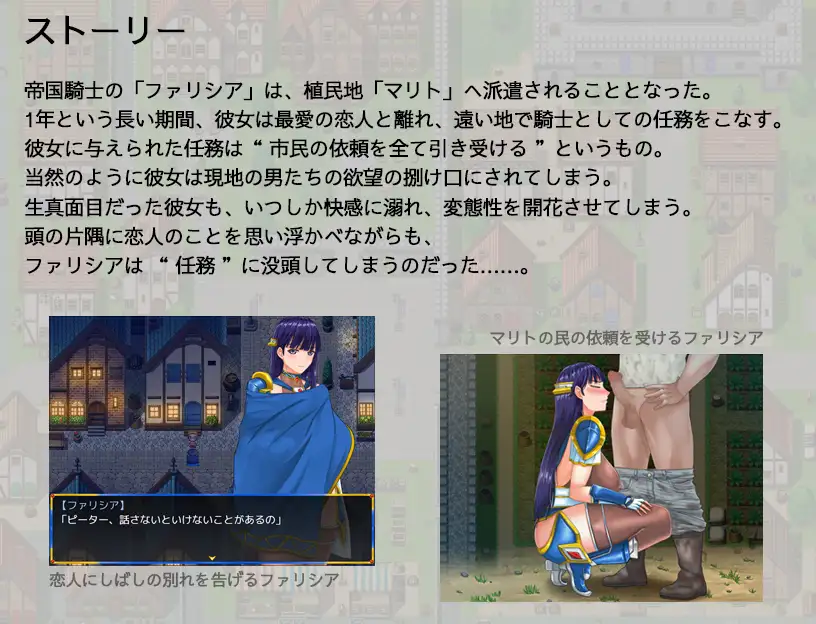 ストーリー
帝国騎士の「ファリシア」は、植民地「マリト」へ派遣されることとなった。
1年という長い期間、彼女は最愛の恋人と離れ、遠い地で騎士としての任務をこなす。
彼女に与えられた任務は“ 市民の依頼を全て引き受ける ”というもの。
当然のように彼女は現地の男たちの欲望の捌け口にされてしまう。
生真面目だった彼女も、いつしか快感に溺れ、変態性を開花させてしまう。
頭の片隅に恋人のことを思い浮かべながらも、
ファリシアは “ 任務 ” に没頭してしまうのだった……。
【ファリシア】
「ピーター、話さないといけないことがあるの」
恋人にしばしの別れを告げるファリシア
マリトの民の依頼を受けるファリシア